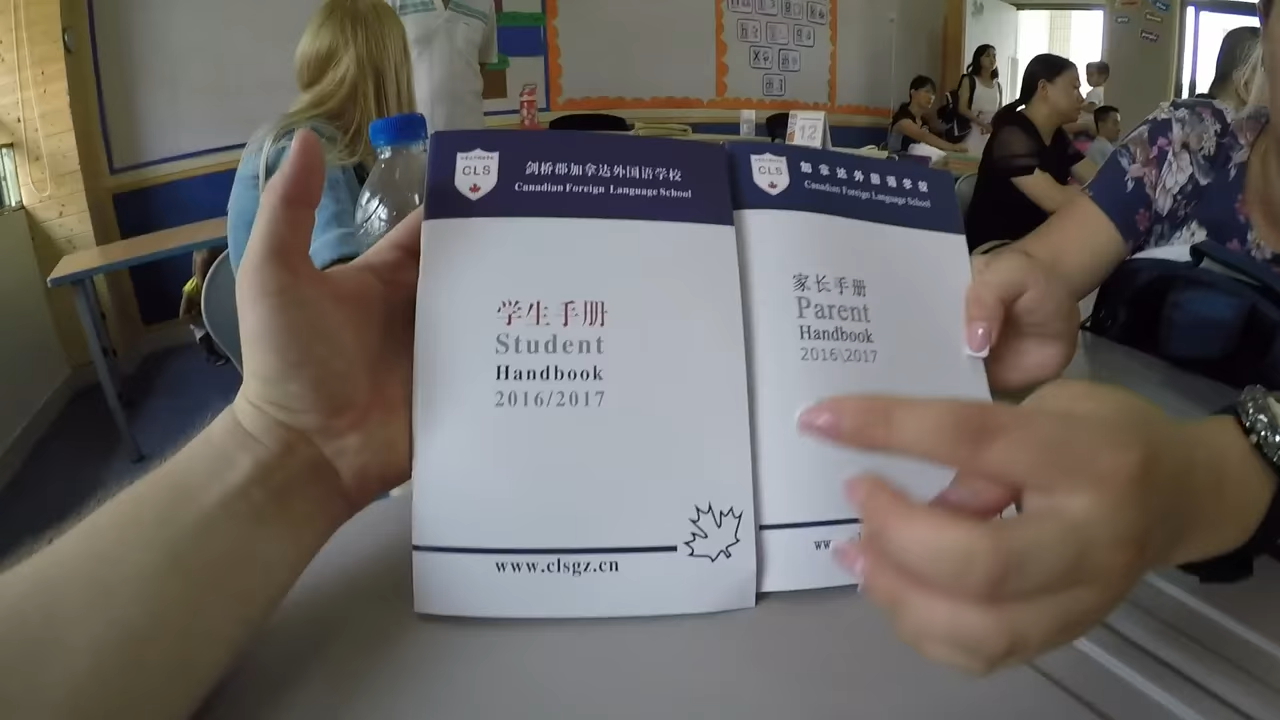 CLS
剑桥郡加拿达外国语学校
Canadian Foreign Language School
学生手册
Student
Handbook
2016/2017
www.clsgz.cn
CLS
加拿达外国语学校
Canadian Foreign Language School
家长手册
Parent
Handbook
2016\2017
ww
12